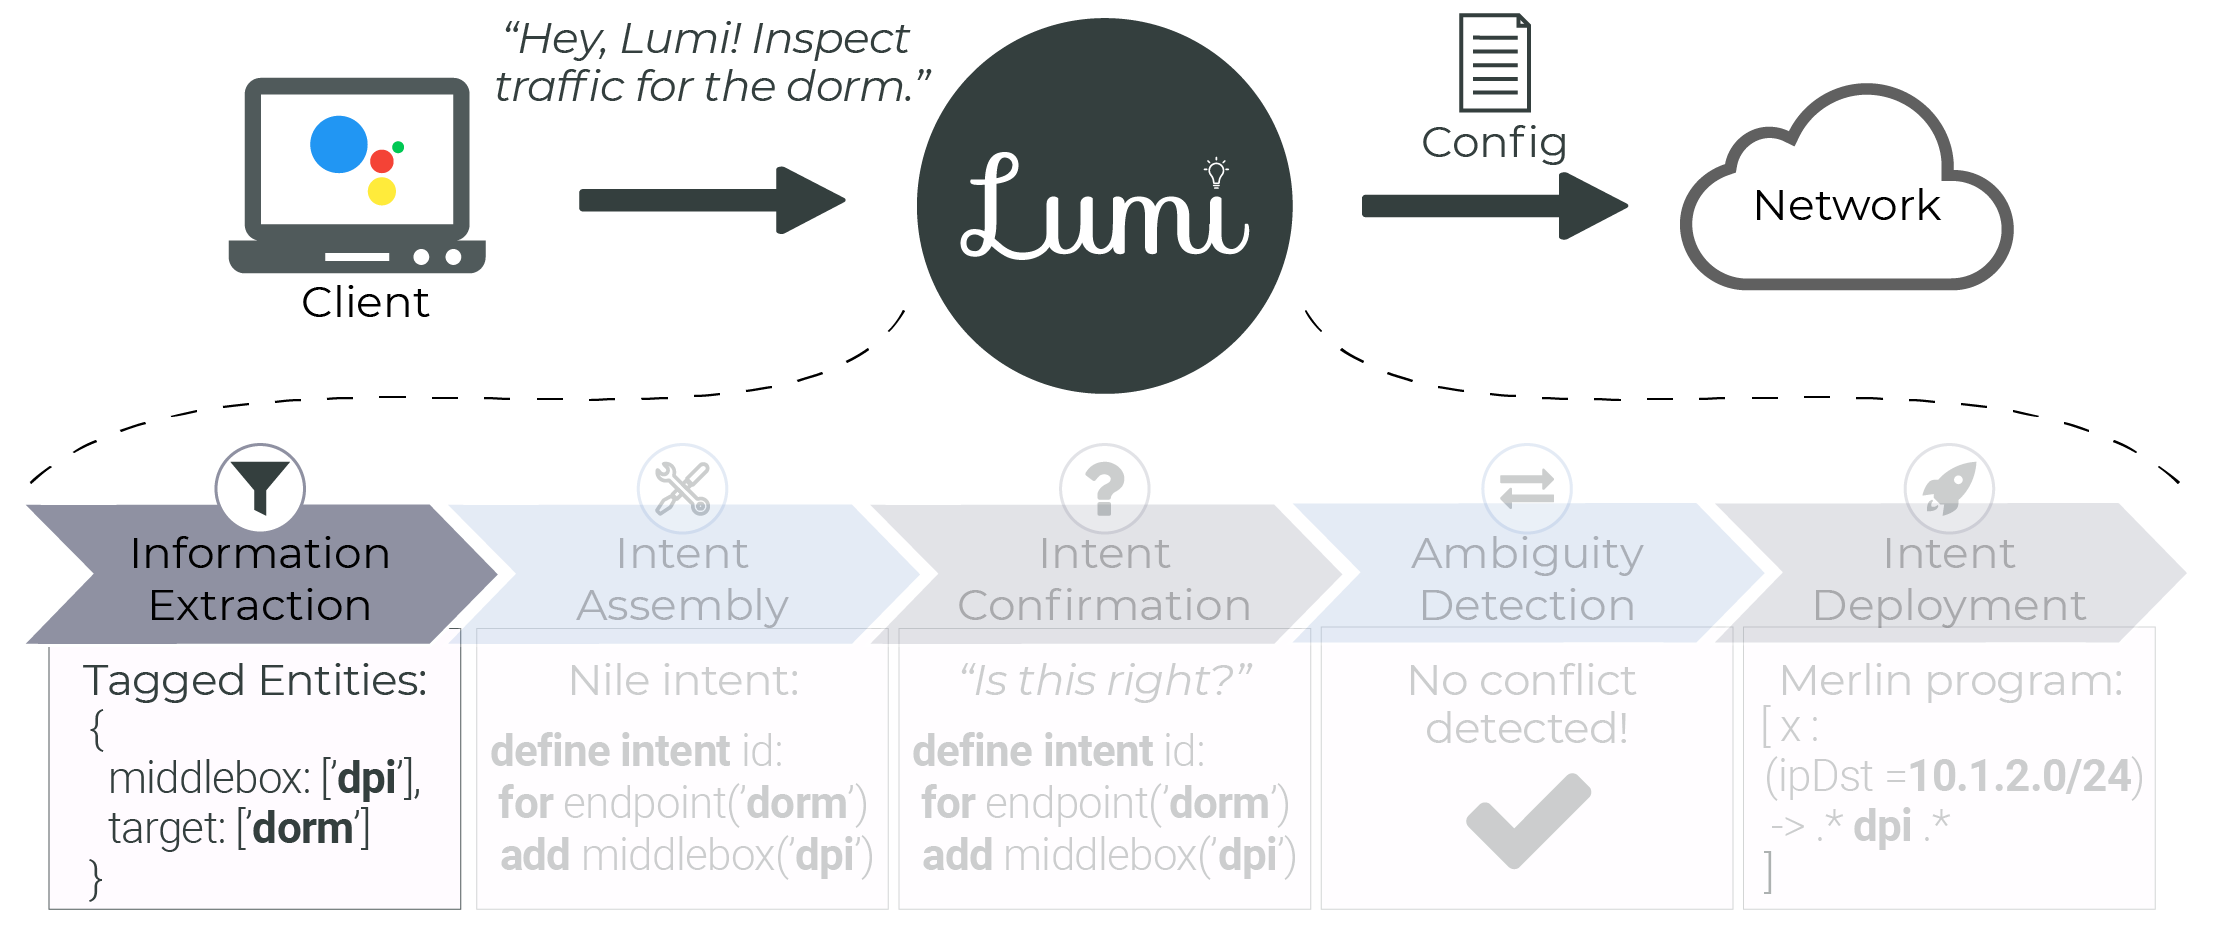 “Hey, Lumi! Inspect
traffic for the dorm.”
Client
Lumi
Config
Network
Information
Extraction
Tagged Entities:
{
middlebox: [’dpi’],
target: [’dorm’]
}
Intent
Assembly
Nile intent:
define intent id:
for endpoint(’dorm’)
add middlebox(’dpi’)
Intent
Confirmation
“Is this right?”
define intent id:
for endpoint(’dorm’)
add middlebox(’dpi’)
Ambiguity
Detection
No conflict
detected!
Intent
Deployment
Merlin program:
[ x :
(ipDst =10.1.2.0/24)
-> .* dpi .*
]